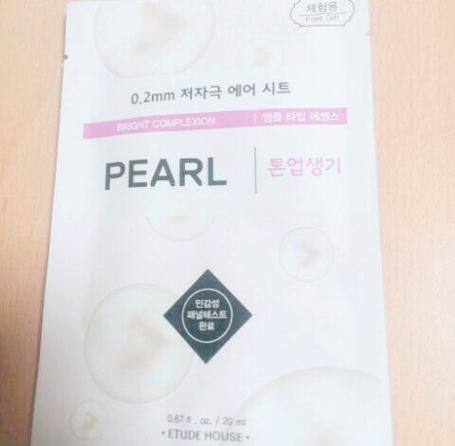 체험용
Free Gift
0.2mm 저자극 에어 시트
BRIGHT COMPLEXION | 앰플 타입 에센스
PEARL | 톤업생기
민감성
패널테스트
완료
0.67 fl. oz. / 20 ml
• ETUDE HOUSE •